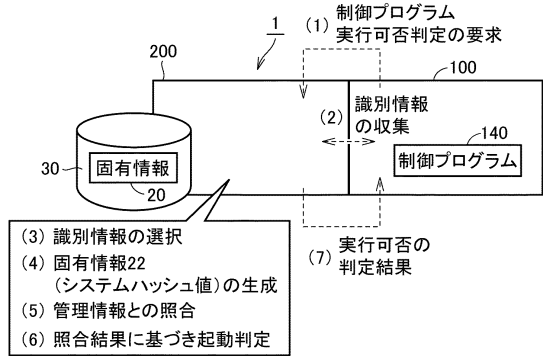 1
(1) 制御プログラム
実行可否判定の要求
200
100
(2) 識別情報
の収集
140
制御プログラム
30
固有情報
20
(3) 識別情報の選択
(4) 固有情報22
(システムハッシュ値)の生成
(5) 管理情報との照合
(6) 照合結果に基づき起動判定
(7) 実行可否の
判定結果